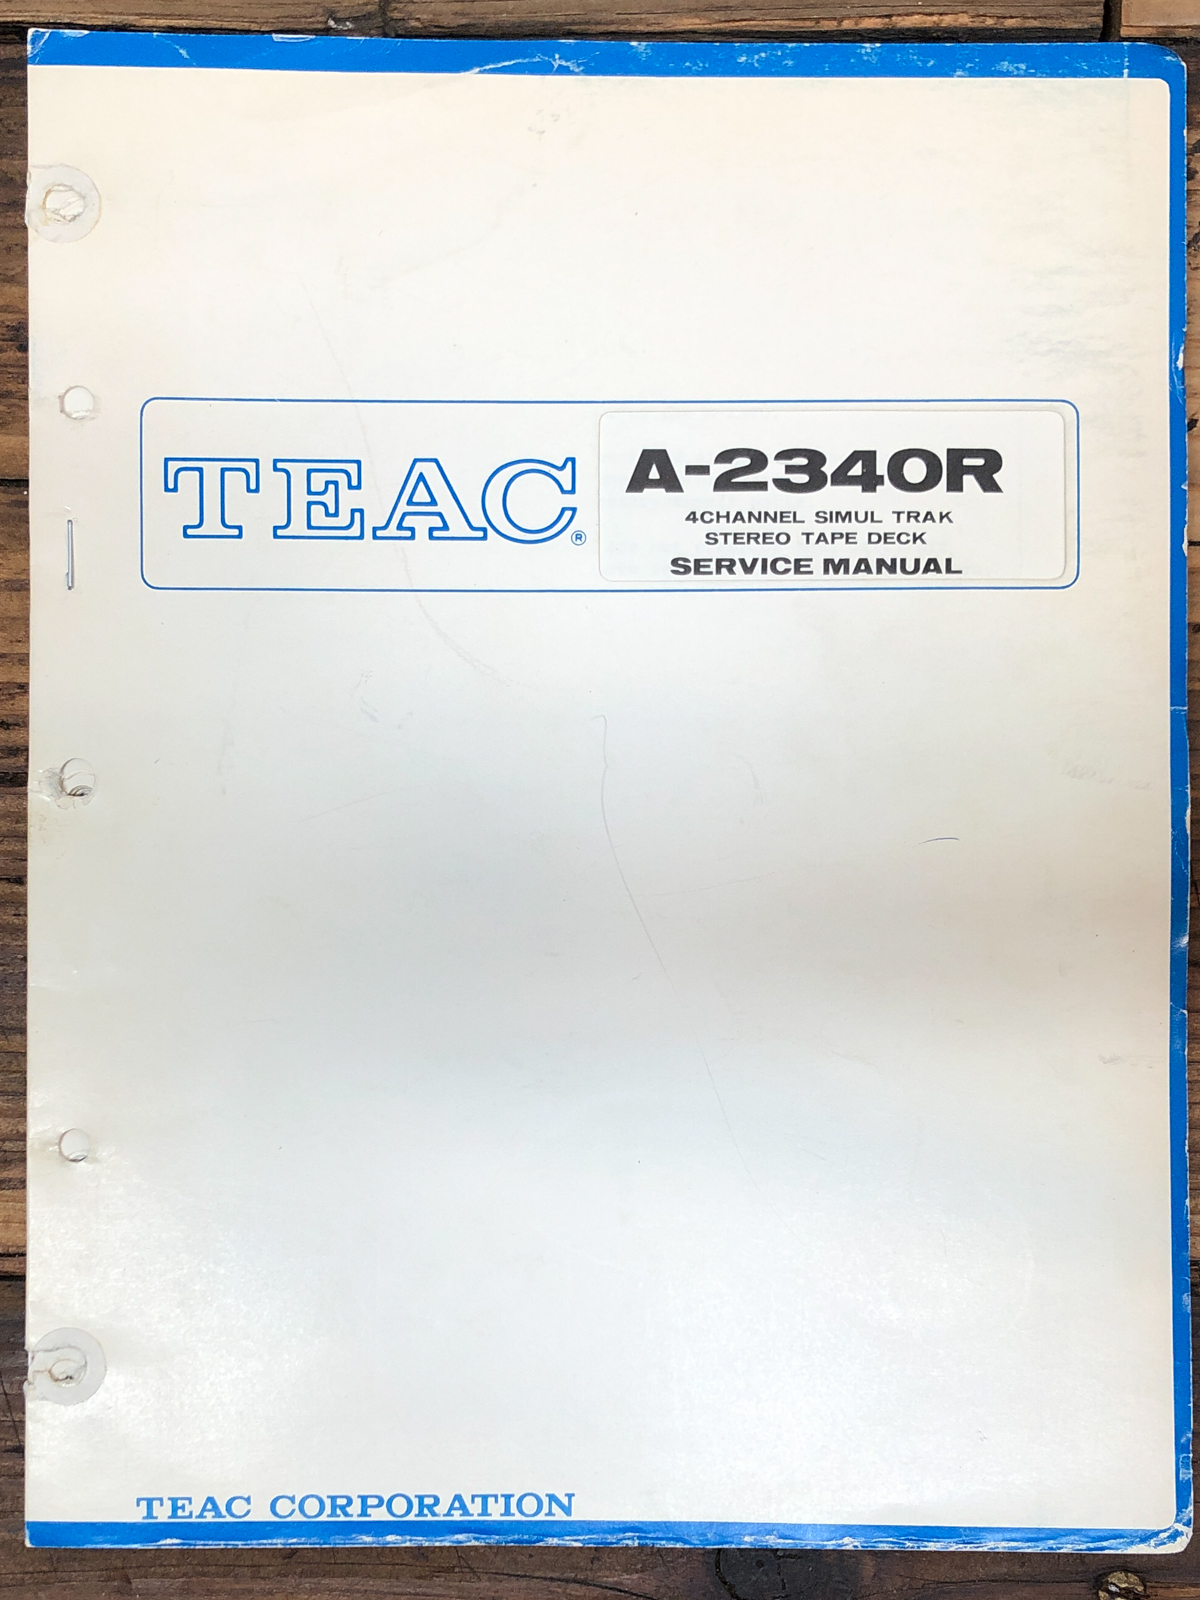 TEAC®
A-2340R
4CHANNEL SIMUL TRAK
STEREO TAPE DECK
SERVICE MANUAL
TEAC CORPORATION